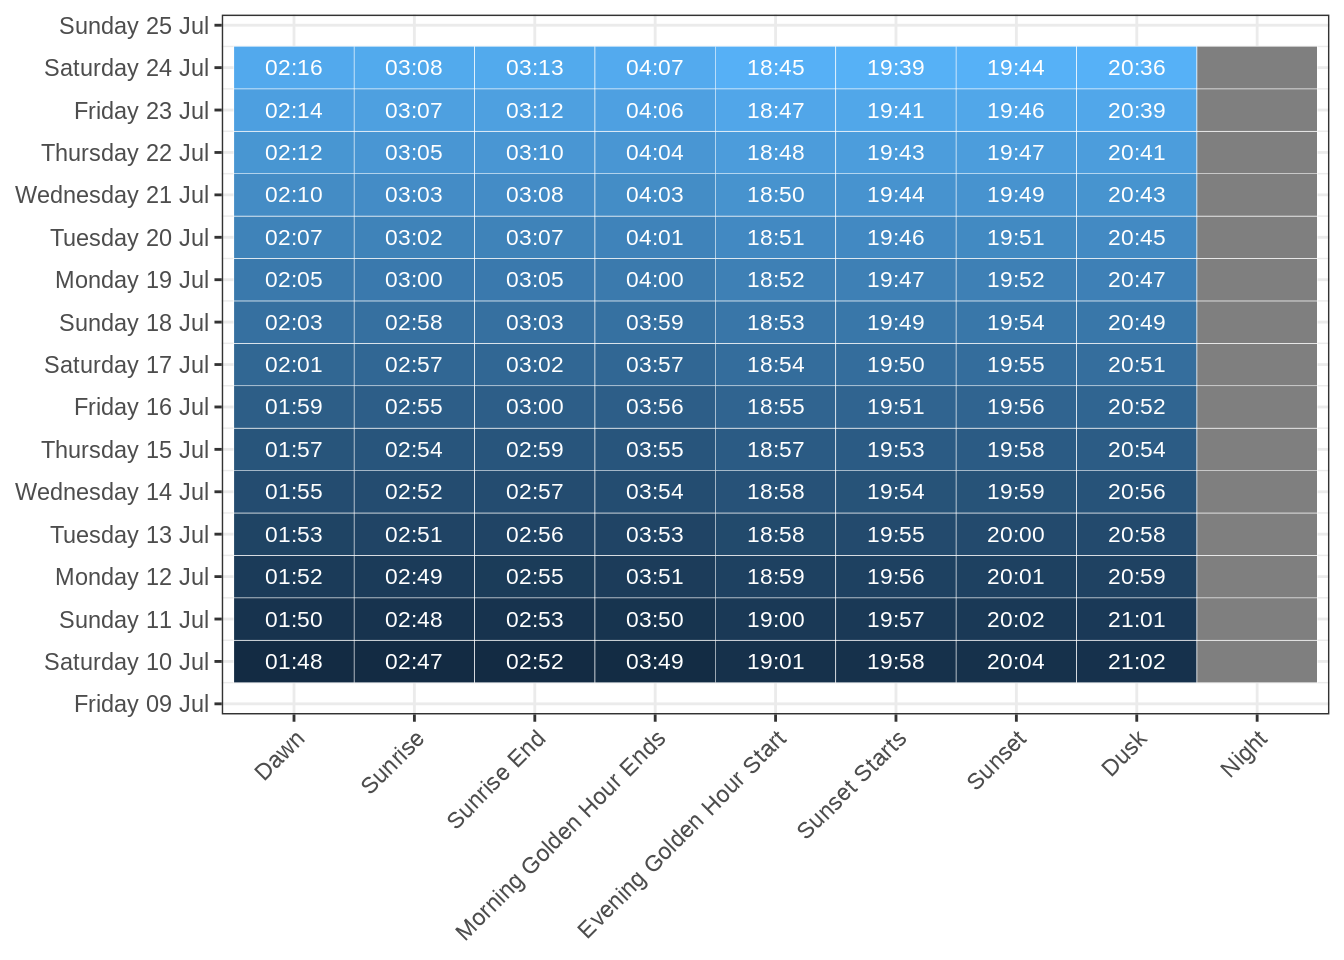 Sunday 25 Jul
Saturday 24 Jul 02:16 03:08 03:13 04:07 18:45 19:39 19:44 20:36
Friday 23 Jul 02:14 03:07 03:12 04:06 18:47 19:41 19:46 20:39
Thursday 22 Jul 02:12 03:05 03:10 04:04 18:48 19:43 19:47 20:41
Wednesday 21 Jul 02:10 03:03 03:08 04:03 18:50 19:44 19:49 20:43
Tuesday 20 Jul 02:07 03:02 03:07 04:01 18:51 19:46 19:51 20:45
Monday 19 Jul 02:05 03:00 03:05 04:00 18:52 19:47 19:52 20:47
Sunday 18 Jul 02:03 02:58 03:03 03:59 18:53 19:49 19:54 20:49
Saturday 17 Jul 02:01 02:57 03:02 03:57 18:54 19:50 19:55 20:51
Friday 16 Jul 01:59 02:55 03:00 03:56 18:55 19:51 19:56 20:52
Thursday 15 Jul 01:57 02:54 02:59 03:55 18:57 19:53 19:58 20:54
Wednesday 14 Jul 01:55 02:52 02:57 03:54 18:58 19:54 19:59 20:56
Tuesday 13 Jul 01:53 02:51 02:56 03:53 18:58 19:55 20:00 20:58
Monday 12 Jul 01:52 02:49 02:55 03:51 18:59 19:56 20:01 20:59
Sunday 11 Jul 01:50 02:48 02:53 03:50 19:00 19:57 20:02 21:01
Saturday 10 Jul 01:48 02:47 02:52 03:49 19:01 19:58 20:04 21:02
Friday 09 Jul
Dawn
Sunrise
Sunrise End
Morning Golden Hour Ends
Evening Golden Hour Start
Sunset Starts
Sunset
Dusk
Night